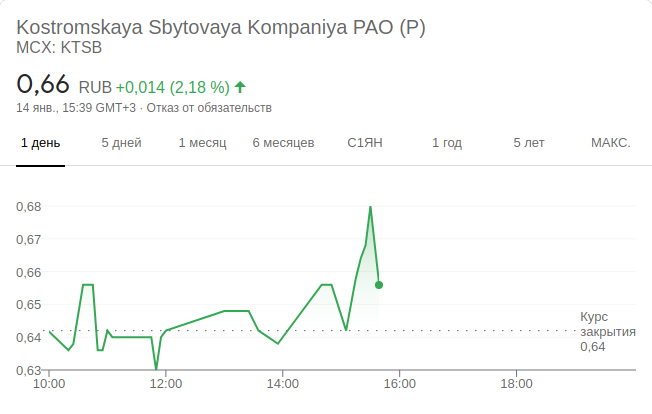 Kostromskaya Sbytovaya Kompaniya PAO (P)
MCX: KTSB
0,66 RUB +0,014 (2,18 %)
14 янв., 15:39 GMT+3 · Отказ от обязательств
1 день 5 дней 1 месяц 6 месяцев С1ЯН 1 год 5 лет МАКС.
0,68
0,67
0,66
0,65
0,64
0,63
Курс
закрытия
0,64
10:00 12:00 14:00 16:00 18:00